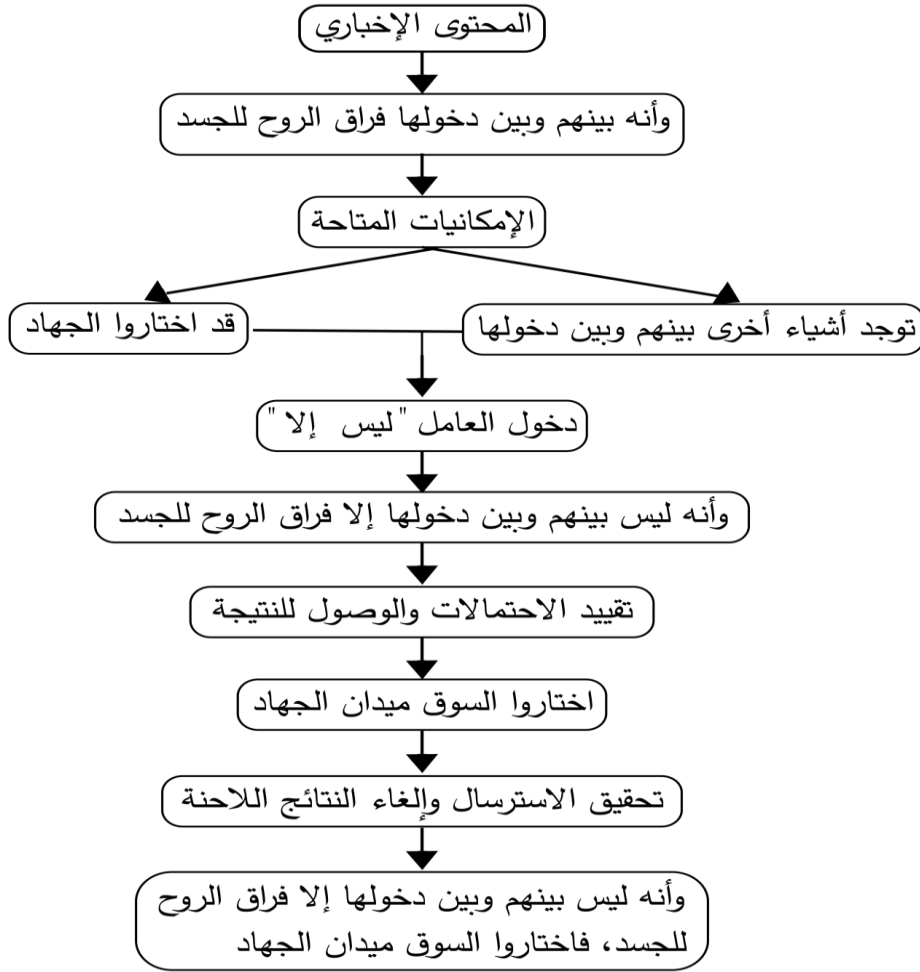 المحتوى الإخباري
وأنه بينهم وبين دخولها فراق الروح للجسد
الإمكانيات المتاحة
توجد أشياء أخرى بينهم وبين دخولها
قد اختاروا الجهاد
دخول العامل "ليس إلا"
وأنه ليس بينهم وبين دخولها إلا فراق الروح للجسد
تقييد الاحتمالات والوصول للنتيجة
اختاروا السوق ميدان الجهاد
تحقيق الاسترسال وإلغاء النتائج اللاحنة
وأنه ليس بينهم وبين دخولها إلا فراق الروح
للجسد، فاختاروا السوق ميدان الجهاد